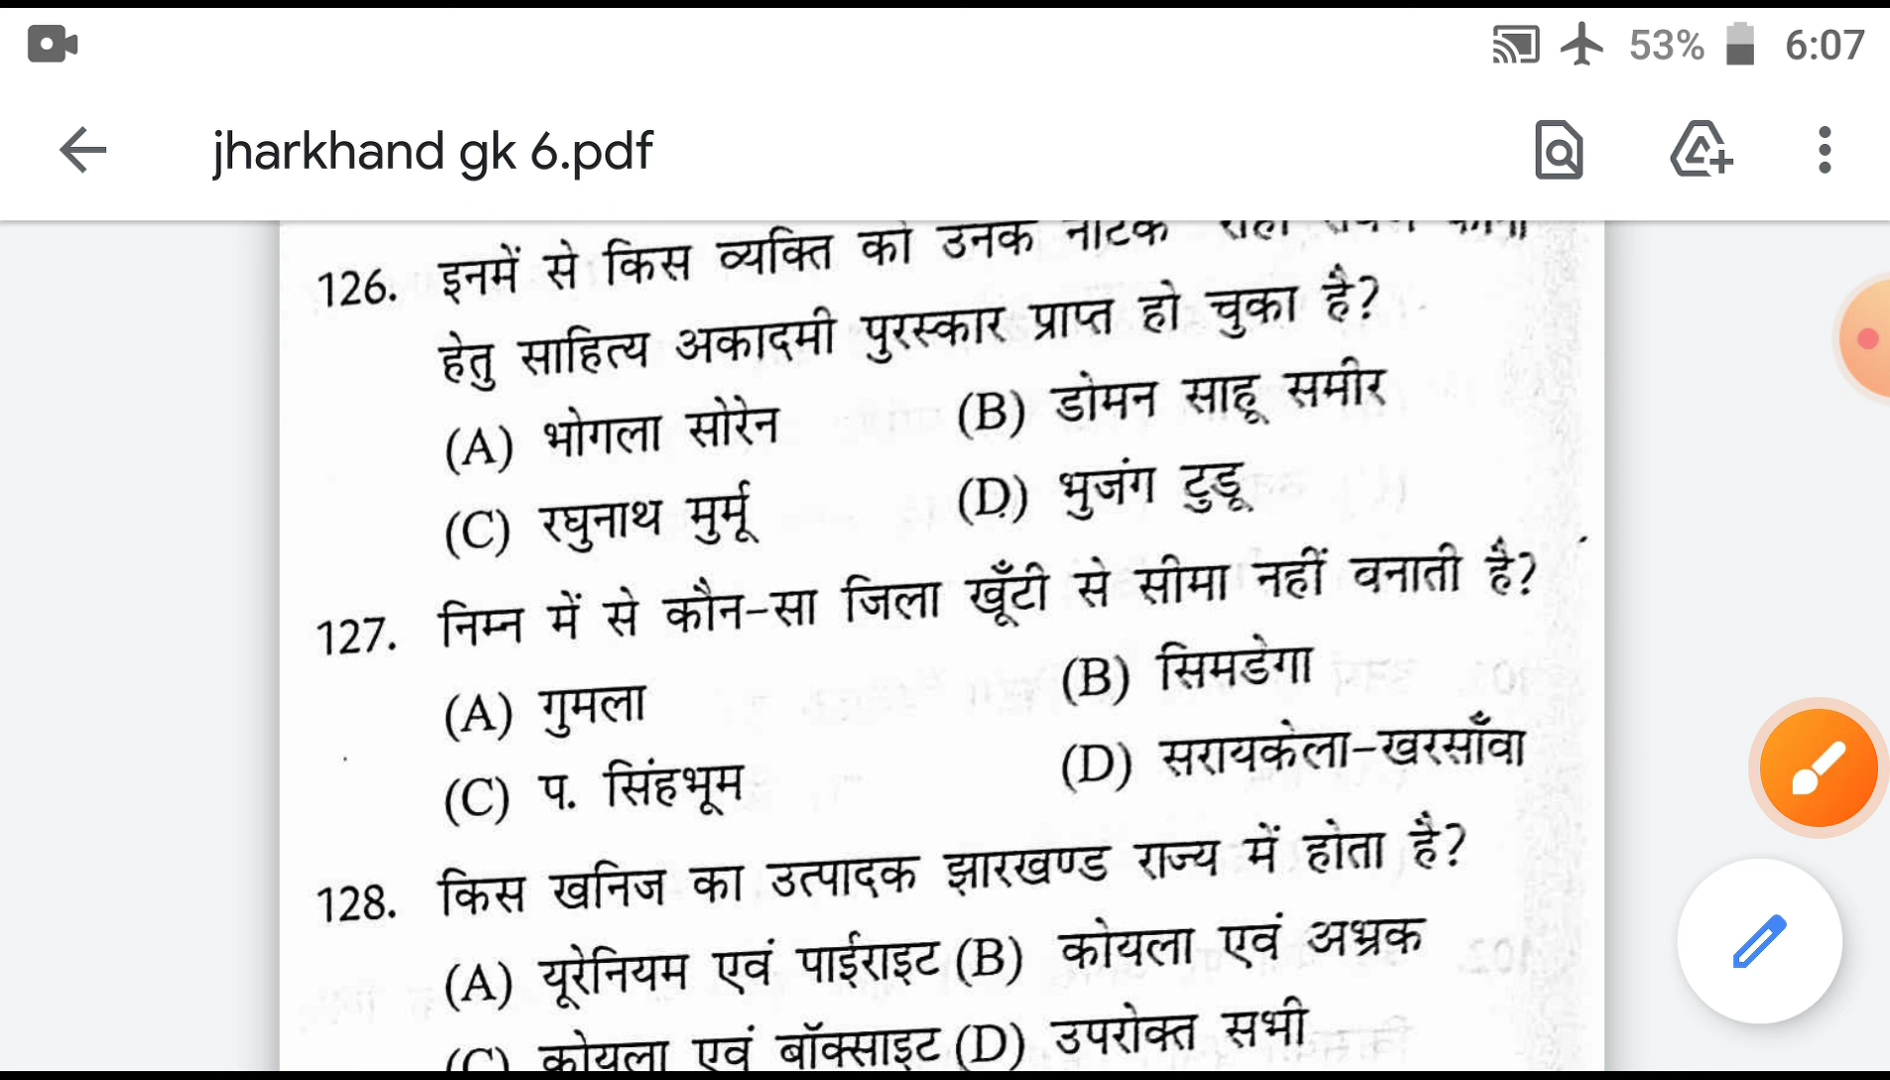 53% 6:07
jharkhand gk 6.pdf
126. इनमें से किस व्यक्ति को उनके नाटक
हेतु साहित्य अकादमी पुरस्कार प्राप्त हो चुका है?
(A) भोगला सोरेन (B) डोमन साहू समीर
(C) रघुनाथ मुर्मू (D) भुजंग टुडू
127. निम्न में से कौन-सा जिला खूँटी से सीमा नहीं बनाती है?
(A) गुमला (B) सिमडेगा
(C) प. सिंहभूम (D) सरायकेला-खरसाँवा
128. किस खनिज का उत्पादक झारखण्ड राज्य में होता है?
(A) यूरेनियम एवं पाईराइट (B) कोयला एवं अभ्रक
(C) कोयला एवं बॉक्साइट (D) उपरोक्त सभी